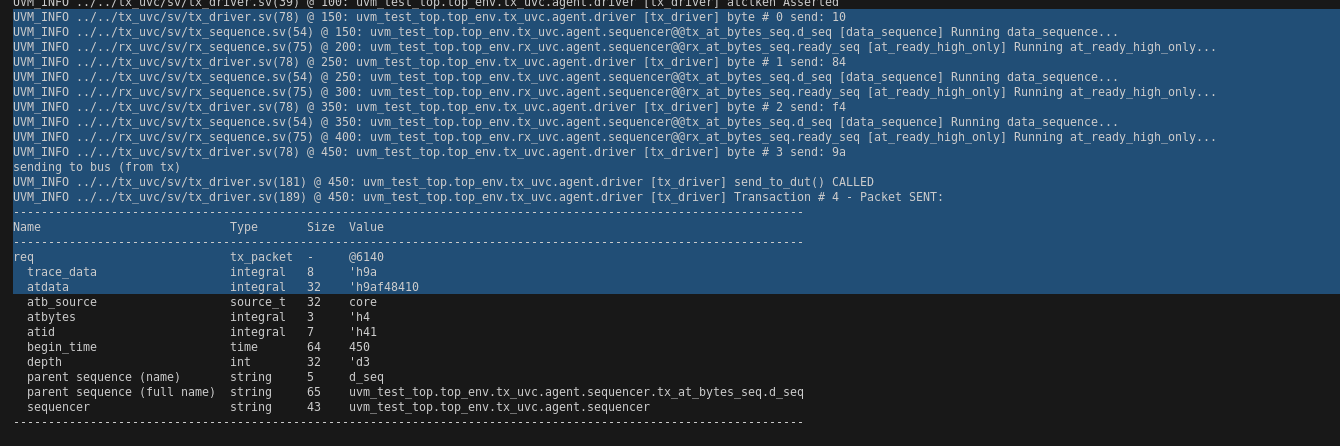 UVM_INFO ../../tx_uvc/sv/tx_driver.sv(39) @ 100: uvm_test_top.top_env.tx_uvc.agent.driver [tx_driver] atclken Asserted
UVM_INFO ../../tx_uvc/sv/tx_driver.sv(78) @ 150: uvm_test_top.top_env.tx_uvc.agent.driver [tx_driver] byte # 0 send: 10
UVM_INFO ../../tx_uvc/sv/tx_sequence.sv(54) @ 150: uvm_test_top.top_env.tx_uvc.agent.sequencer@@tx_at_bytes_seq.d_seq [data_sequence] Running data_sequence...
UVM_INFO ../../rx_uvc/sv/rx_sequence.sv(75) @ 200: uvm_test_top.top_env.rx_uvc.agent.sequencer@@rx_at_bytes_seq.ready_seq [at_ready_high_only] Running at_ready_high_only...
UVM_INFO ../../tx_uvc/sv/tx_driver.sv(78) @ 250: uvm_test_top.top_env.tx_uvc.agent.driver [tx_driver] byte # 1 send: 84
UVM_INFO ../../tx_uvc/sv/tx_sequence.sv(54) @ 250: uvm_test_top.top_env.tx_uvc.agent.sequencer@@tx_at_bytes_seq.d_seq [data_sequence] Running data_sequence...
UVM_INFO ../../rx_uvc/sv/rx_sequence.sv(75) @ 300: uvm_test_top.top_env.rx_uvc.agent.sequencer@@rx_at_bytes_seq.ready_seq [at_ready_high_only] Running at_ready_high_only...
UVM_INFO ../../tx_uvc/sv/tx_driver.sv(78) @ 350: uvm_test_top.top_env.tx_uvc.agent.driver [tx_driver] byte # 2 send: f4
UVM_INFO ../../tx_uvc/sv/tx_sequence.sv(54) @ 350: uvm_test_top.top_env.tx_uvc.agent.sequencer@@tx_at_bytes_seq.d_seq [data_sequence] Running data_sequence...
UVM_INFO ../../rx_uvc/sv/rx_sequence.sv(75) @ 400: uvm_test_top.top_env.rx_uvc.agent.sequencer@@rx_at_bytes_seq.ready_seq [at_ready_high_only] Running at_ready_high_only...
UVM_INFO ../../tx_uvc/sv/tx_driver.sv(78) @ 450: uvm_test_top.top_env.tx_uvc.agent.driver [tx_driver] byte # 3 send: 9a
sending to bus (from tx)
UVM_INFO ../../tx_uvc/sv/tx_driver.sv(181) @ 450: uvm_test_top.top_env.tx_uvc.agent.driver [tx_driver] send_to_dut() CALLED
UVM_INFO ../../tx_uvc/sv/tx_driver.sv(189) @ 450: uvm_test_top.top_env.tx_uvc.agent.driver [tx_driver] Transaction # 4 - Packet SENT:
-----------------------------------------------------------------------------------------------------------------
Name                           Type       Size  Value
-----------------------------------------------------------------------------------------------------------------
req                            tx_packet  -     @6140
  trace_data                   integral   8     'h9a
  atdata                       integral   32    'h9af48410
  atb_source                   source_t   32    core
  atbytes                      integral   3     'h4
  atid                         integral   7     'h41
  begin_time                   time       64    450
  depth                        int        32    'd3
  parent sequence (name)       string     5     d_seq
  parent sequence (full name)  string     65    uvm_test_top.top_env.tx_uvc.agent.sequencer.tx_at_bytes_seq.d_seq
  sequencer                    string     43    uvm_test_top.top_env.tx_uvc.agent.sequencer
-----------------------------------------------------------------------------------------------------------------